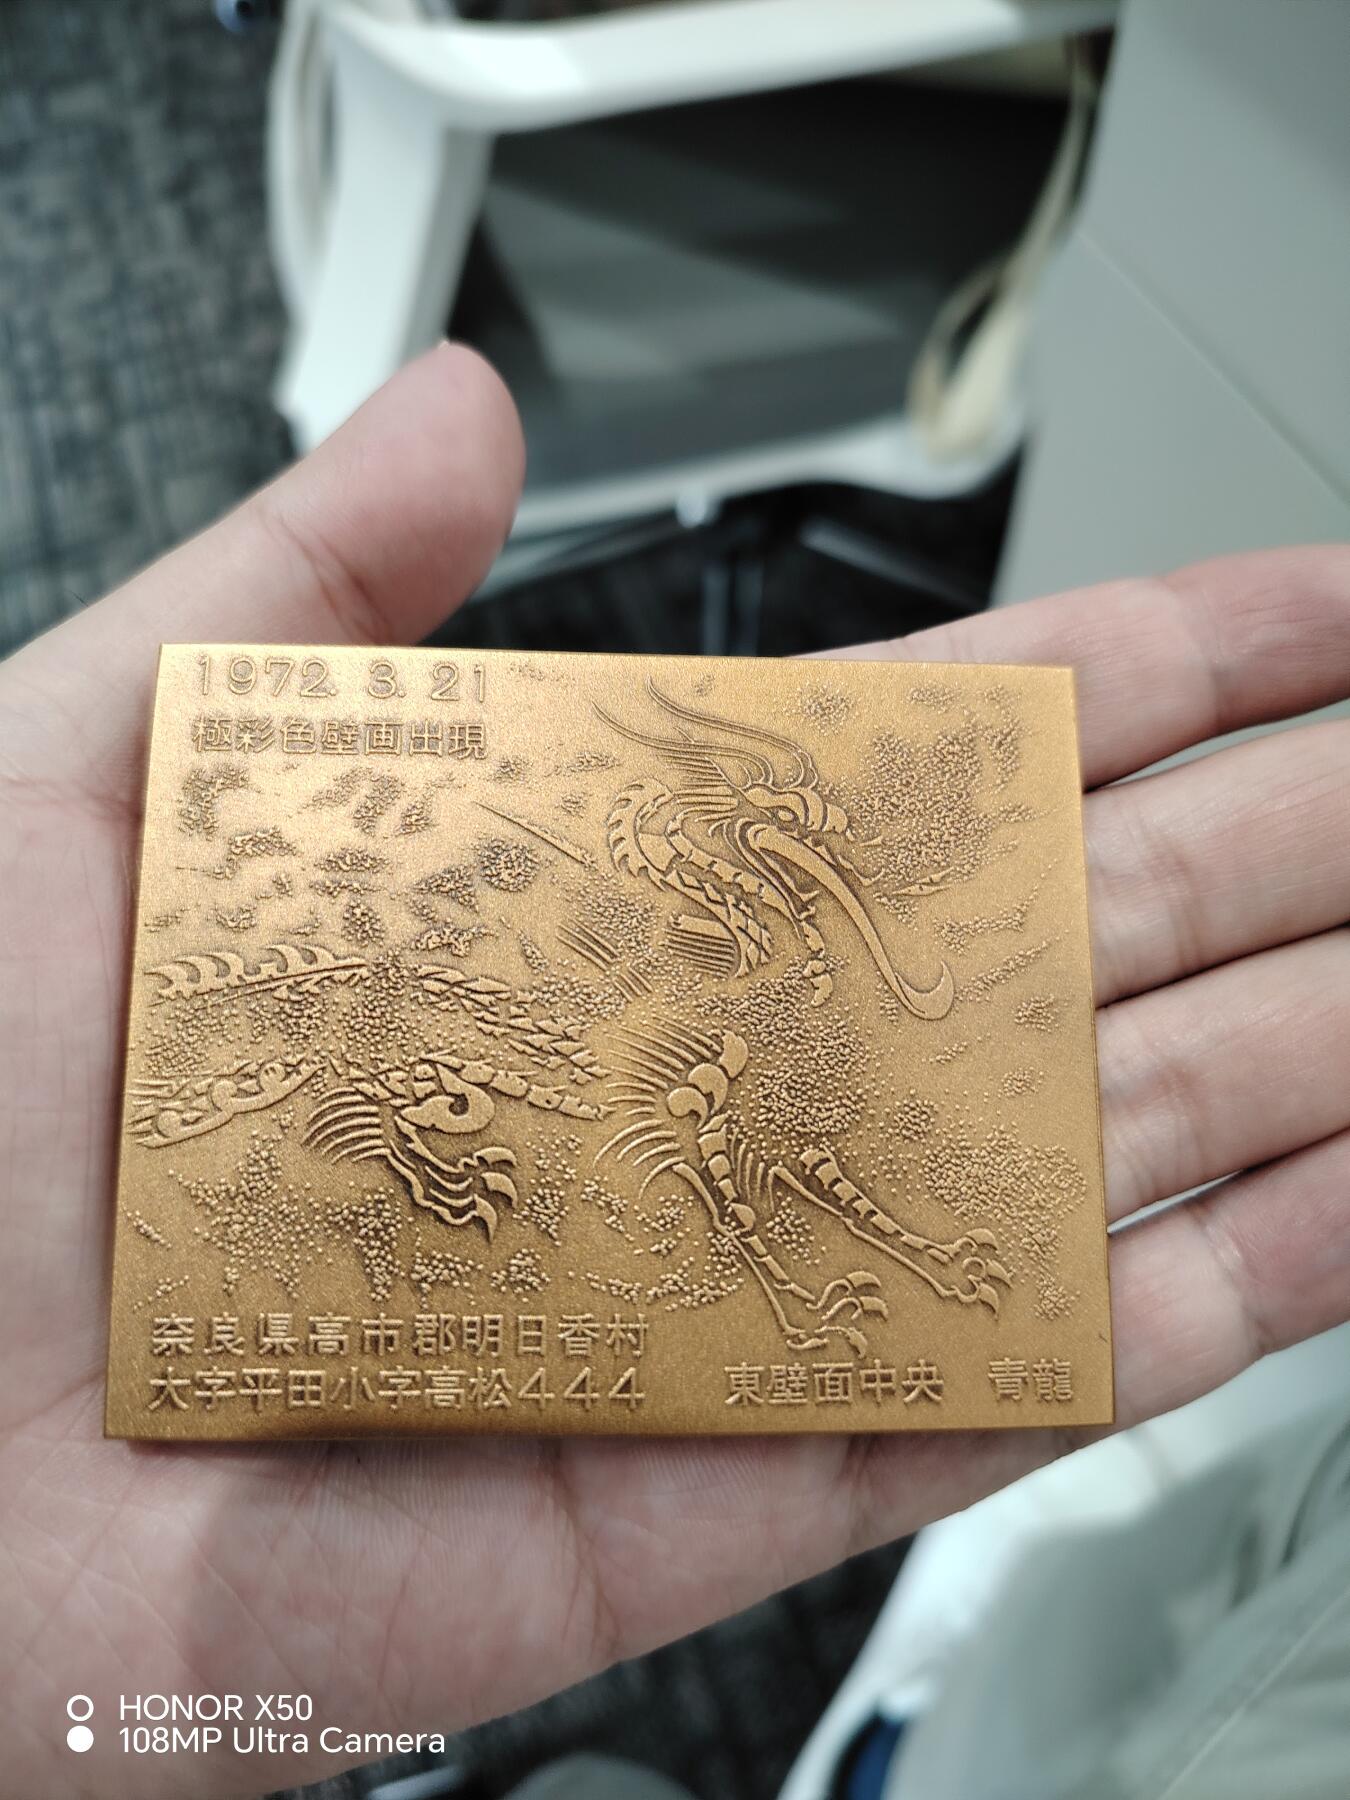 1972. 3. 21
極彩色壁画出現
奈良県高市郡明日香村
大字平田小字高松444
東壁面中央　青龍
HONOR X50
108MP Ultra Camera